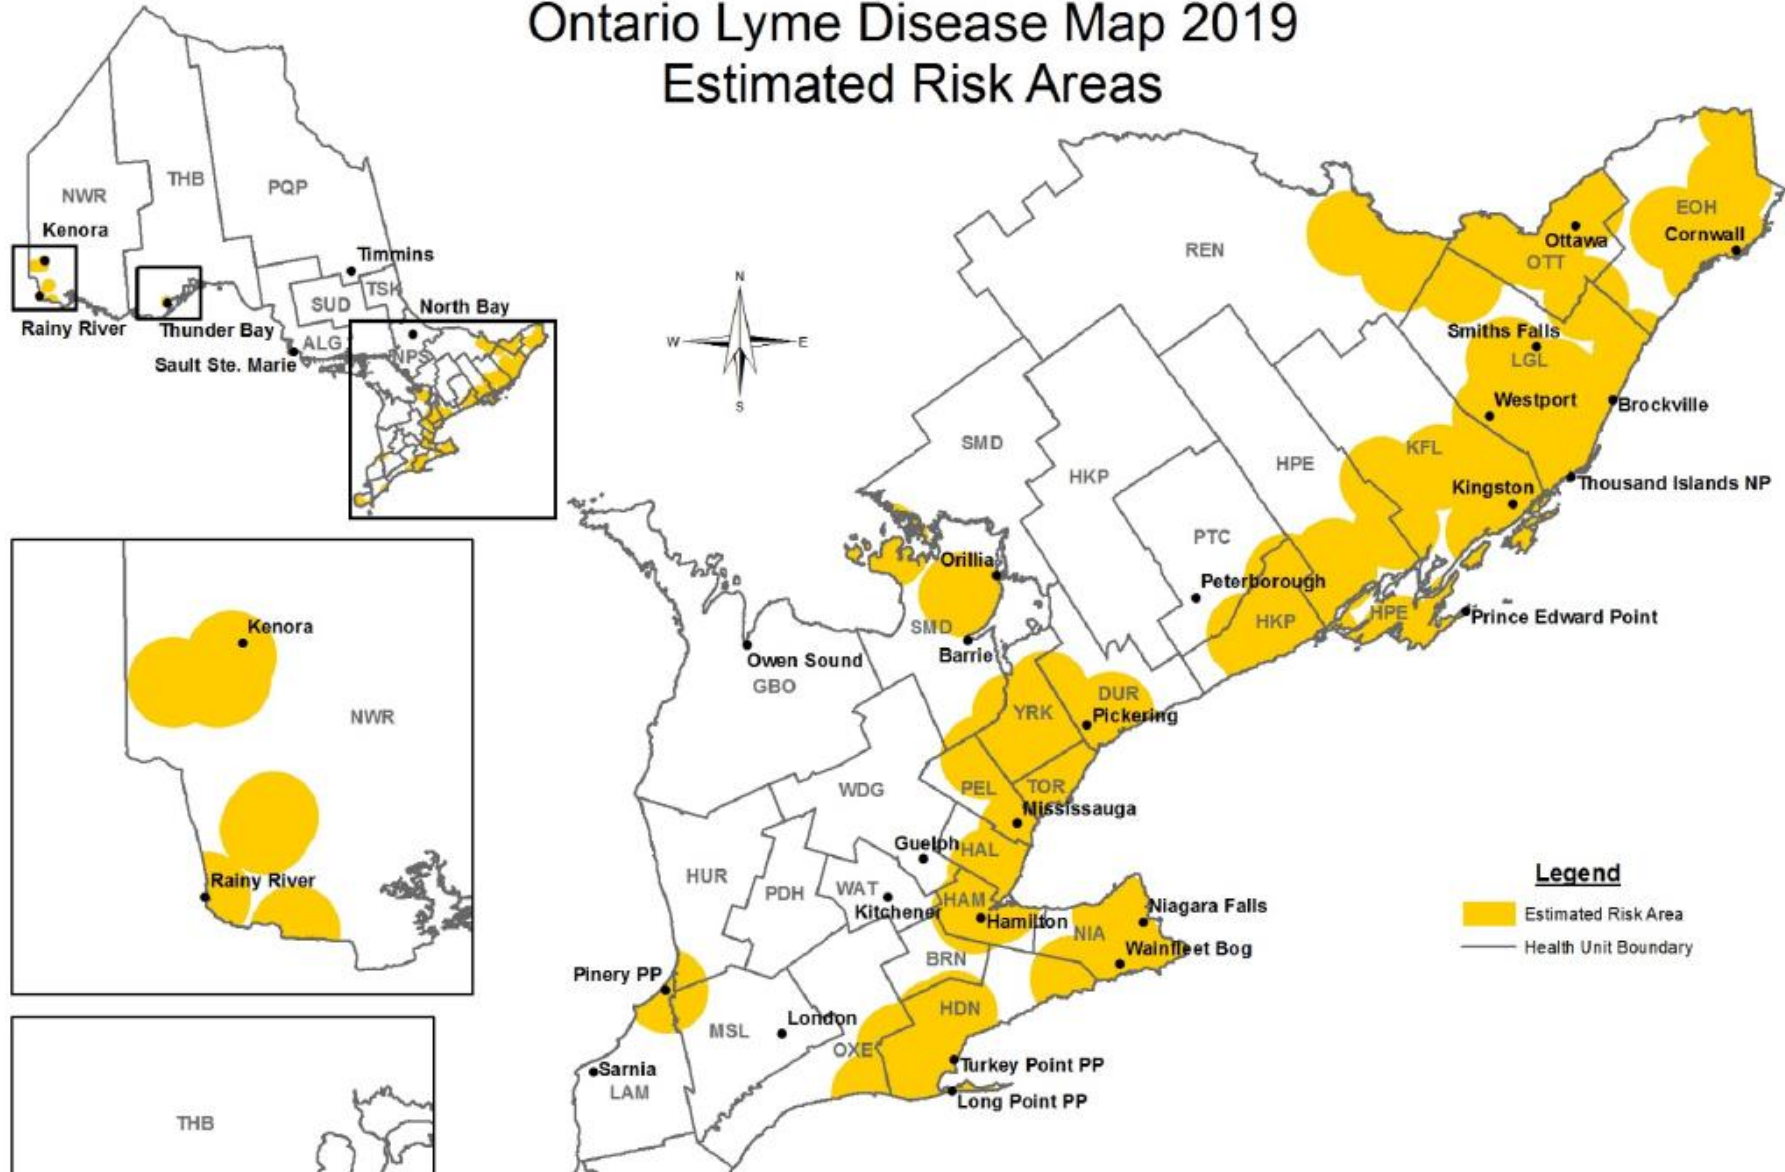 Ontario Lyme Disease Map 2019
Estimated Risk Areas
NWR
THB
PQP
Kenora
Timmins
TSK
SUD
North Bay
Rainy River
Thunder Bay
ALG
NPS
Sault Ste. Marie
N
W
E
S
REN
EOH
Cornwall
Ottawa
OTT
Smiths Falls
LGL
Westport
Brockville
SMD
HKP
HPE
KFL
Kingston
Thousand Islands NP
PTC
Orillia
Peterborough
HKP
HPE
Prince Edward Point
SMD
Barrie
Owen Sound
GBO
DUR
YRK
Pickering
WDG
PEL
TOR
Mississauga
Guelph
HAL
HUR
PDH
WAT
Kitchener
HAM
Hamilton
Niagara Falls
NIA
Wainfleet Bog
BRN
Pinery PP
HDN
London
MSL
OXE
Turkey Point PP
Sarnia
LAM
Long Point PP
Kenora
NWR
Rainy River
THB
Legend
Estimated Risk Area
Health Unit Boundary